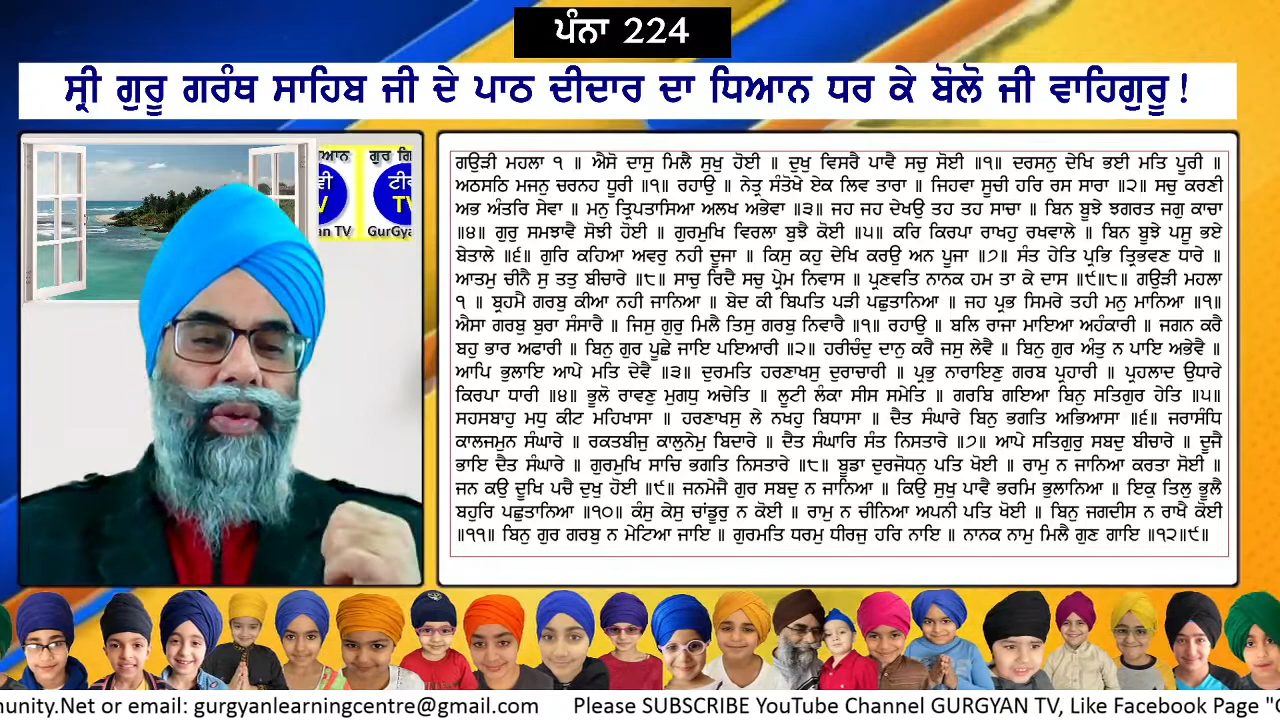 ਪੰਨਾ 224
ਸ੍ਰੀ ਗੁਰੂ ਗਰੰਥ ਸਾਹਿਬ ਜੀ ਦੇ ਪਾਠ ਦੀਦਾਰ ਦਾ ਧਿਆਨ ਧਰ ਕੇ ਬੋਲੋ ਜੀ ਵਾਹਿਗੁਰੂ!
ਗੁਰ ਗਿ
TV
an TV
GurGya
ਗਉੜੀ ਮਹਲਾ ੧ ॥ ਐਸੋ ਦਾਸੁ ਮਿਲੈ ਸੁਖੁ ਹੋਈ ॥ ਦੁਖੁ ਵਿਸਰੈ ਪਾਵੈ ਸਚੁ ਸੋਈ ॥੧॥ ਦਰਸਨੁ ਦੇਖਿ ਭਈ ਮਤਿ ਪੂਰੀ ॥
ਅਠਸਠਿ ਮਜਨੁ ਚਰਨਹ ਧੂਰੀ ॥੧॥ ਰਹਾਉ ॥ ਨੇਤ੍ਰ ਸੰਤੋਖੇ ਏਕ ਲਿਵ ਤਾਰਾ ॥ ਜਿਹਵਾ ਸੂਚੀ ਹਰਿ ਰਸ ਸਾਰਾ ॥੨॥ ਸਚੁ ਕਰਣੀ
ਅਭ ਅੰਤਰਿ ਸੇਵਾ ॥ ਮਨੁ ਤ੍ਰਿਪਤਾਸਿਆ ਅਲਖ ਅਭੇਵਾ ॥੩॥ ਜਹ ਜਹ ਦੇਖਉ ਤਹ ਤਹ ਸਾਚਾ ॥ ਬਿਨੁ ਬੂਝੇ ਝਗਰਤ ਜਗੁ ਕਾਚਾ
॥੪॥ ਗੁਰੁ ਸਮਝਾਵੈ ਸੋਝੀ ਹੋਈ ॥ ਗੁਰਮੁਖਿ ਵਿਰਲਾ ਬੂਝੈ ਕੋਈ ॥੫॥ ਕਰਿ ਕਿਰਪਾ ਰਾਖਹੁ ਰਖਵਾਲੇ ॥ ਬਿਨੁ ਬੂਝੇ ਪਸੂ ਭਏ
ਬੇਤਾਲੇ ॥੬॥ ਗੁਰਿ ਕਹਿਆ ਅਵਰੁ ਨਹੀ ਦੂਜਾ ॥ ਕਿਸੁ ਕਹੁ ਦੇਖਿ ਕਰਉ ਅਨ ਪੂਜਾ ॥੭॥ ਸੰਤ ਹੇਤਿ ਪ੍ਰਭਿ ਤ੍ਰਿਭਵਣ ਧਾਰੇ ॥
ਆਤਮੁ ਚੀਨੈ ਸੁ ਤਤੁ ਬੀਚਾਰੇ ॥੮॥ ਸਾਚੁ ਰਿਦੈ ਸਚੁ ਪ੍ਰੇਮ ਨਿਵਾਸ ॥ ਪ੍ਰਣਵਤਿ ਨਾਨਕ ਹਮ ਤਾ ਕੇ ਦਾਸ ॥੯॥੮॥ ਗਉੜੀ ਮਹਲਾ
੧ ॥ ਬ੍ਰਹਮੈ ਗਰਬੁ ਕੀਆ ਨਹੀ ਜਾਨਿਆ ॥ ਬੇਦ ਕੀ ਬਿਪਤਿ ਪੜੀ ਪਛੁਤਾਨਿਆ ॥ ਜਹ ਪ੍ਰਭ ਸਿਮਰੇ ਤਹੀ ਮਨੁ ਮਾਨਿਆ ॥੧॥
ਐਸਾ ਗਰਬੁ ਬੁਰਾ ਸੰਸਾਰੈ ॥ ਜਿਸੁ ਗੁਰੁ ਮਿਲੈ ਤਿਸੁ ਗਰਬੁ ਨਿਵਾਰੈ ॥੧॥ ਰਹਾਉ ॥ ਬਲਿ ਰਾਜਾ ਮਾਇਆ ਅਹੰਕਾਰੀ ॥ ਜਗਨ ਕਰੈ
ਬਹੁ ਭਾਰ ਅਫਾਰੀ ॥ ਬਿਨੁ ਗੁਰ ਪੂਛੇ ਜਾਇ ਪਇਆਰੀ ॥੨॥ ਹਰੀਚੰਦੁ ਦਾਨੁ ਕਰੈ ਜਸੁ ਲੇਵੈ ॥ ਬਿਨੁ ਗੁਰ ਅੰਤੁ ਨ ਪਾਇ ਅਭੇਵੈ ॥
ਆਪਿ ਭੁਲਾਇ ਆਪੇ ਮਤਿ ਦੇਵੈ ॥੩॥ ਦੁਰਮਤਿ ਹਰਣਾਖਸੁ ਦੁਰਾਚਾਰੀ ॥ ਪ੍ਰਭੁ ਨਾਰਾਇਣੁ ਗਰਬ ਪ੍ਰਹਾਰੀ ॥ ਪ੍ਰਹਲਾਦ ਉਧਾਰੇ
ਕਿਰਪਾ ਧਾਰੀ ॥੪॥ ਭੂਲੋ ਰਾਵਣੁ ਮੁਗਧੁ ਅਚੇਤਿ ॥ ਲੂਟੀ ਲੰਕਾ ਸੀਸ ਸਮੇਤਿ ॥ ਗਰਬਿ ਗਇਆ ਬਿਨੁ ਸਤਿਗੁਰ ਹੇਤਿ ॥੫॥
ਸਹਸਬਾਹੁ ਮਧੁ ਕੀਟ ਮਹਿਖਾਸਾ ॥ ਹਰਣਾਖਸੁ ਲੇ ਨਖਹੁ ਬਿਧਾਸਾ ॥ ਦੈਤ ਸੰਘਾਰੇ ਬਿਨੁ ਭਗਤਿ ਅਭਿਆਸਾ ॥੬॥ ਜਰਾਸੰਧਿ
ਕਾਲਜਮੁਨ ਸੰਘਾਰੇ ॥ ਰਕਤਬੀਜੁ ਕਾਲੁਨੇਮੁ ਬਿਦਾਰੇ ॥ ਦੈਤ ਸੰਘਾਰਿ ਸੰਤ ਨਿਸਤਾਰੇ ॥੭॥ ਆਪੇ ਸਤਿਗੁਰੁ ਸਬਦੁ ਬੀਚਾਰੇ ॥ ਦੂਜੈ
ਭਾਇ ਦੈਤ ਸੰਘਾਰੇ ॥ ਗੁਰਮੁਖਿ ਸਾਚਿ ਭਗਤਿ ਨਿਸਤਾਰੇ ॥੮॥ ਬੂਡਾ ਦੁਰਜੋਧਨੁ ਪਤਿ ਖੋਈ ॥ ਰਾਮੁ ਨ ਜਾਨਿਆ ਕਰਤਾ ਸੋਈ ॥
ਜਨ ਕਉ ਦੂਖਿ ਪਚੈ ਦੁਖੁ ਹੋਈ ॥੯॥ ਜਨਮੇਜੈ ਗੁਰ ਸਬਦੁ ਨ ਜਾਨਿਆ ॥ ਕਿਉ ਸੁਖੁ ਪਾਵੈ ਭਰਮਿ ਭੁਲਾਨਿਆ ॥ ਇਕੁ ਤਿਲੁ ਭੂਲੈ
ਬਹੁਰਿ ਪਛੁਤਾਨਿਆ ॥੧੦॥ ਕੰਸੁ ਕੇਸੁ ਚਾਂਡੂਰੁ ਨ ਕੋਈ ॥ ਰਾਮੁ ਨ ਚੀਨਿਆ ਅਪਨੀ ਪਤਿ ਖੋਈ ॥ ਬਿਨੁ ਜਗਦੀਸ ਨ ਰਾਖੈ ਕੋਈ
॥੧੧॥ ਬਿਨੁ ਗੁਰ ਗਰਬੁ ਨ ਮੇਟਿਆ ਜਾਇ ॥ ਗੁਰਮਤਿ ਧਰਮੁ ਧੀਰਜੁ ਹਰਿ ਨਾਇ ॥ ਨਾਨਕ ਨਾਮੁ ਮਿਲੈ ਗੁਣ ਗਾਇ ॥੧੨॥੯॥
unity.Net or email: gurgyanlearningcentre@gmail.com Please SUBSCRIBE YouTube Channel GURGYAN TV, Like Facebook Page "G